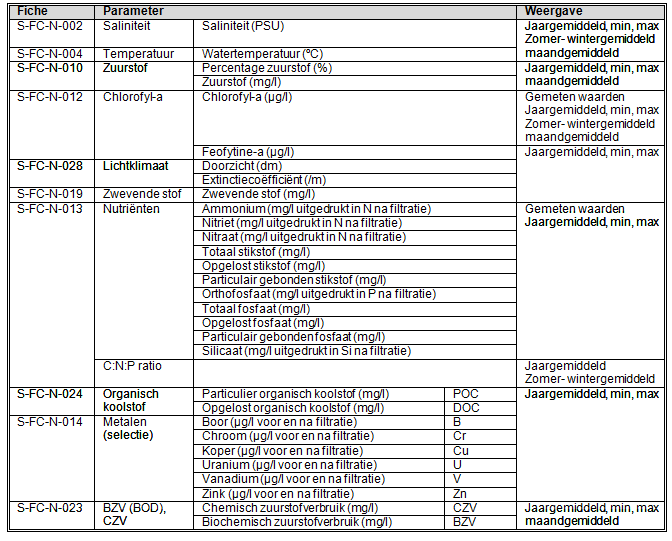 Fiche Parameter Weergave
S-FC-N-002 Saliniteit Saliniteit (PSU) Jaargemiddeld, min, max
Zomer- wintergemiddeld
S-FC-N-004 Temperatuur Watertemperatuur (ºC) maandgemiddeld
S-FC-N-010 Zuurstof Percentage zuurstof (%) Jaargemiddeld, min, max
Zuurstof (mg/l) maandgemiddeld
S-FC-N-012 Chlorofyl-a Chlorofyl-a (µg/l) Gemeten waarden
Jaargemiddeld, min, max
Zomer- wintergemiddeld
maandgemiddeld
Feofytine-a (µg/l) Jaargemiddeld, min, max
S-FC-N-028 Lichtklimaat Doorzicht (dm)
Extinctiecoëfficiënt (/m)
S-FC-N-019 Zwevende stof Zwevende stof (mg/l)
S-FC-N-013 Nutriënten Ammonium (mg/l uitgedrukt in N na filtratie) Gemeten waarden
Nitriet (mg/l uitgedrukt in N na filtratie) Jaargemiddeld, min, max
Nitraat (mg/l uitgedrukt in N na filtratie)
Totaal stikstof (mg/l)
Opgelost stikstof (mg/l)
Particulair gebonden stikstof (mg/l)
Orthofosfaat (mg/l uitgedrukt in P na filtratie)
Totaal fosfaat (mg/l)
Opgelost fosfaat (mg/l)
Particulair gebonden fosfaat (mg/l)
Silicaat (mg/l uitgedrukt in Si na filtratie)
C:N:P ratio Jaargemiddeld
Zomer- wintergemiddeld
S-FC-N-024 Organisch Particulier organisch koolstof (mg/l) POC Jaargemiddeld, min, max
koolstof Opgelost organisch koolstof (mg/l) DOC
S-FC-N-014 Metalen Boor (µg/l voor en na filtratie) B
(selectie) Chroom (µg/l voor en na filtratie) Cr
Koper (µg/l voor en na filtratie) Cu
Uranium (µg/l voor en na filtratie) U
Vanadium (µg/l voor en na filtratie) V
Zink (µg/l voor en na filtratie) Zn
S-FC-N-023 BZV (BOD), Chemisch zuurstofverbruik (mg/l) CZV Jaargemiddeld, min, max
CZV Biochemisch zuurstofverbruik (mg/l) BZV maandgemiddeld